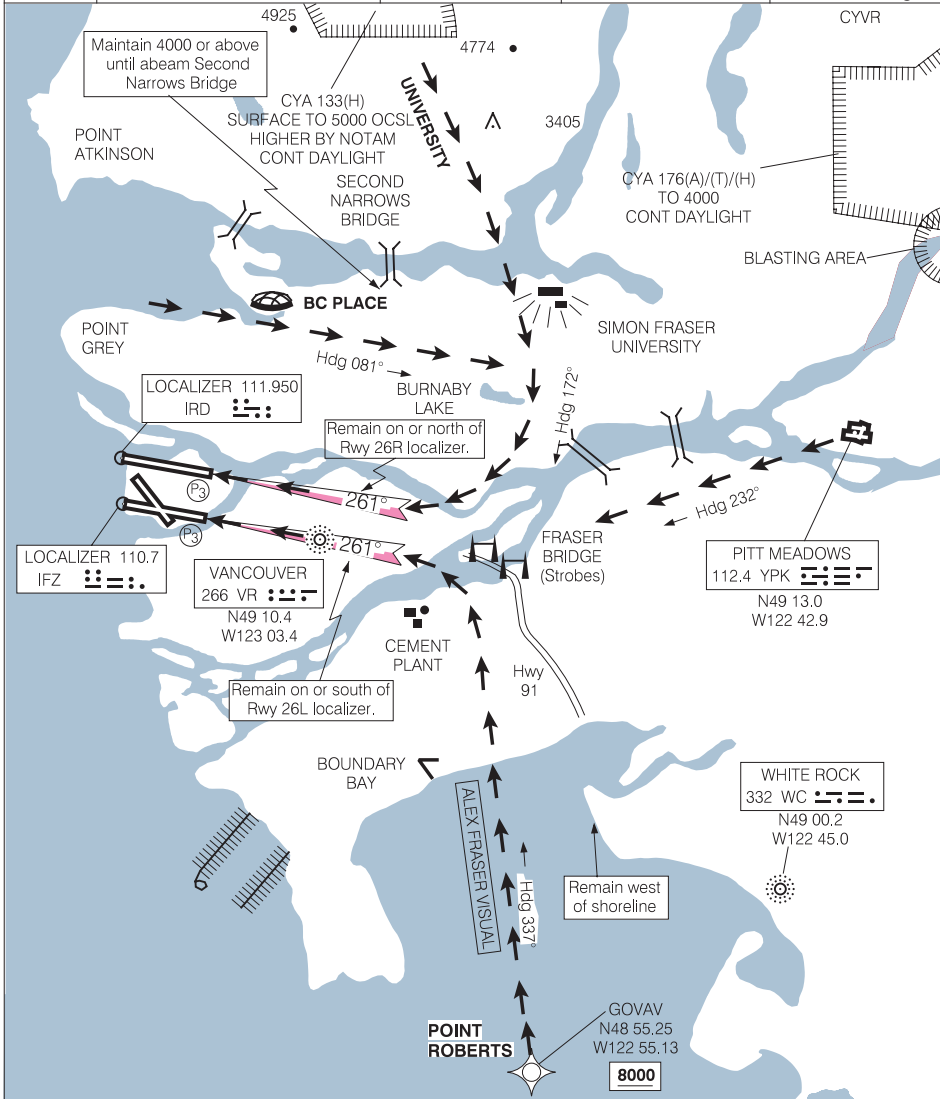 4925
CYVR
Maintain 4000 or above
until abeam Second
Narrows Bridge
4774
CYA 133(H)
SURFACE TO 5000 OCSL
HIGHER BY NOTAM
CONT DAYLIGHT
UNIVERSITY
3405
POINT
ATKINSON
SECOND
NARROWS
BRIDGE
CYA 176(A)/(T)/(H)
TO 4000
CONT DAYLIGHT
BLASTING AREA
BC PLACE
POINT
GREY
SIMON FRASER
UNIVERSITY
Hdg 081°
LOCALIZER 111.950
IRD
BURNABY
LAKE
Hdg 172°
Remain on or north of
Rwy 26R localizer.
P3
261°
Hdg 232°
P3
261°
FRASER
BRIDGE
(Strobes)
LOCALIZER 110.7
IFZ
VANCOUVER
266 VR
N49 10.4
W123 03.4
PITT MEADOWS
112.4 YPK
N49 13.0
W122 42.9
CEMENT
PLANT
Hwy
91
Remain on or south of
Rwy 26L localizer.
BOUNDARY
BAY
WHITE ROCK
332 WC
N49 00.2
W122 45.0
ALEX FRASER VISUAL
Hdg 337°
Remain west
of shoreline
GOVAV
N48 55.25
W122 55.13
8000
POINT
ROBERTS